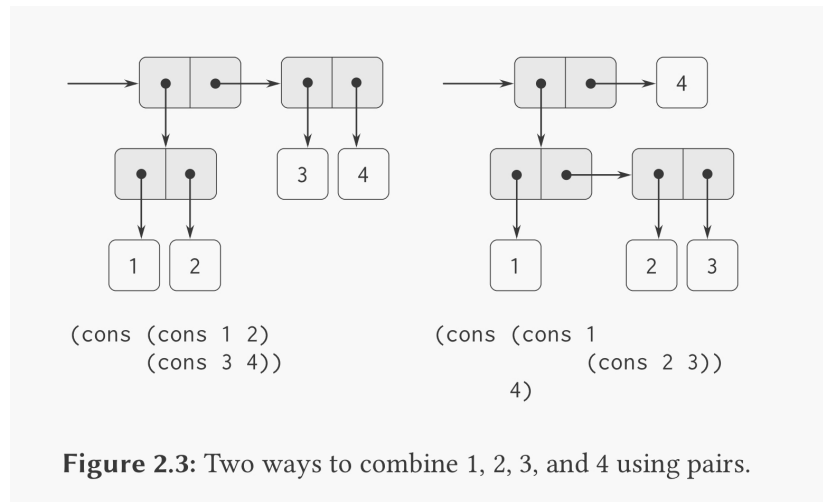 4
3 4
1 2
1 2 3
(cons (cons 1 2)
(cons 3 4))
(cons (cons 1
(cons 2 3))
4)
Figure 2.3: Two ways to combine 1, 2, 3, and 4 using pairs.